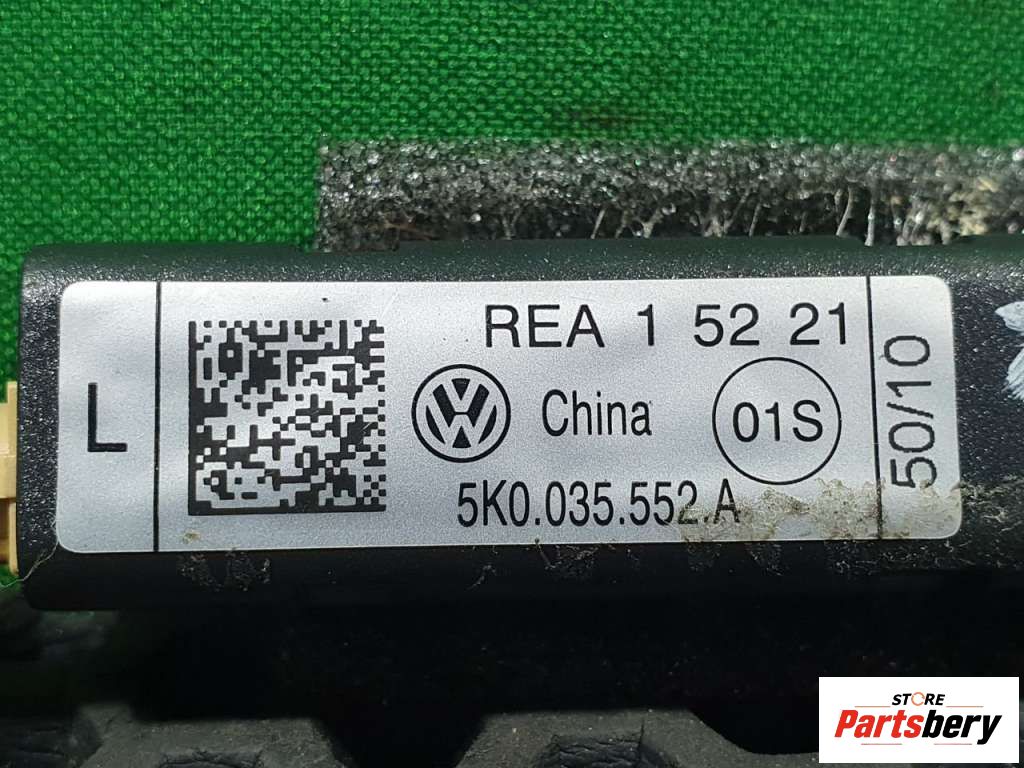 L
REA 1 52 21
China
01S
5K0.035.552.A
50/10
STORE
Partsbery